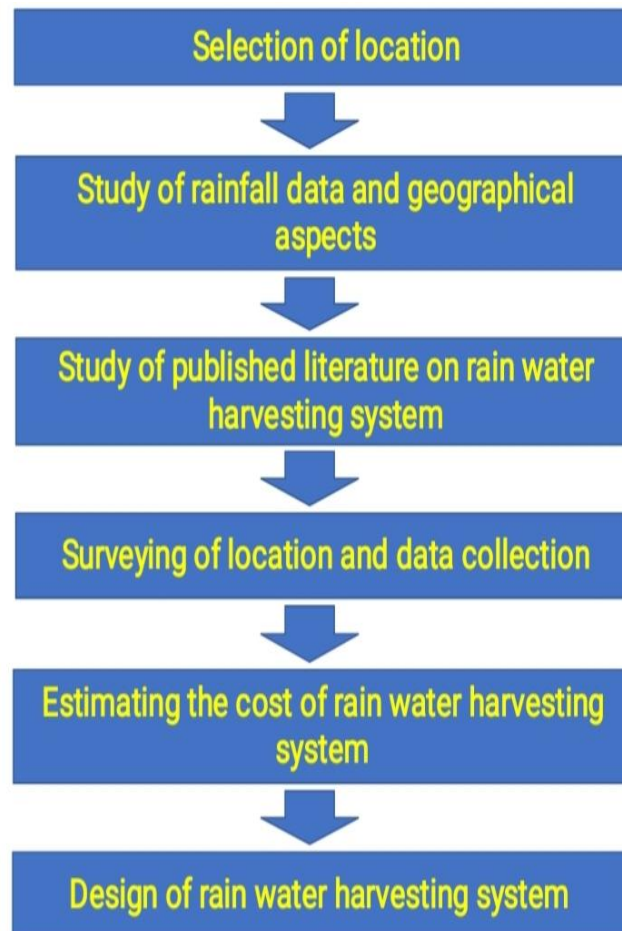 Selection of location
Study of rainfall data and geographical
aspects
Study of published literature on rain water
harvesting system
Surveying of location and data collection
Estimating the cost of rain water harvesting
system
Design of rain water harvesting system